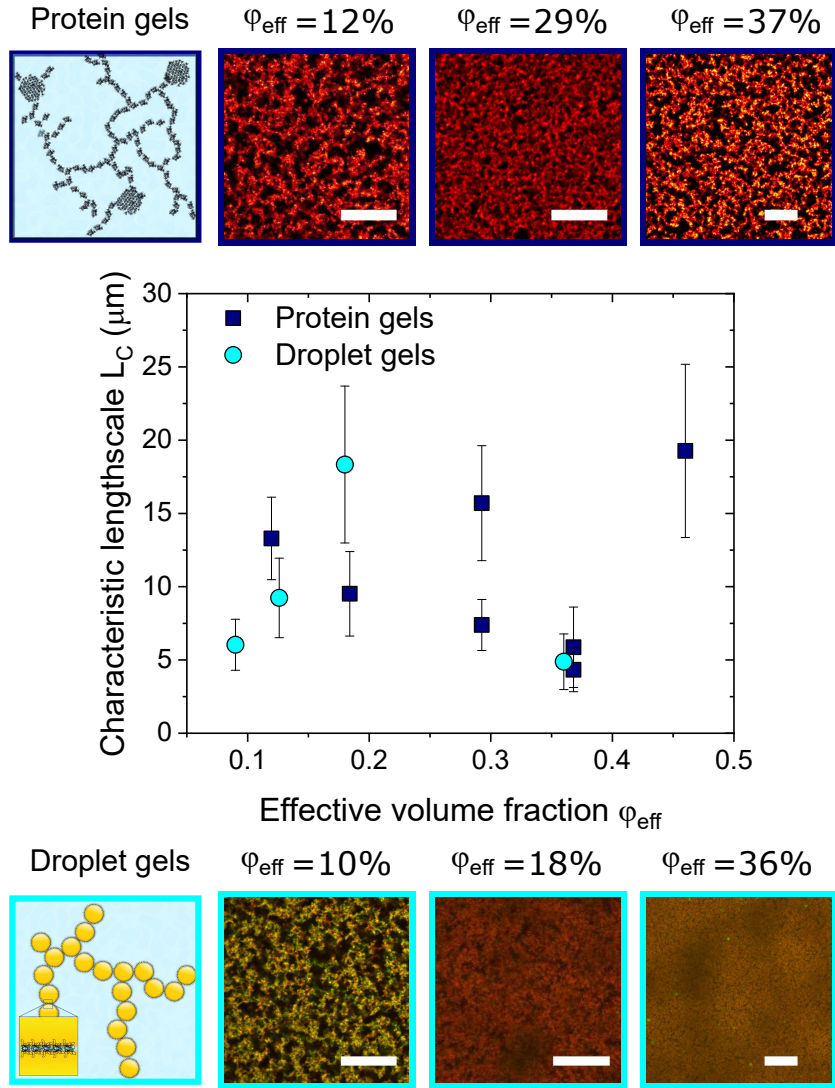 Protein gels
φeff =12%
φeff =29%
φeff =37%
Characteristic lengthscale LC (μm)
30
25
20
15
10
5
0
Protein gels
Droplet gels
0.1
0.2
0.3
0.4
0.5
Effective volume fraction φeff
Droplet gels
φeff =10%
φeff =18%
φeff =36%